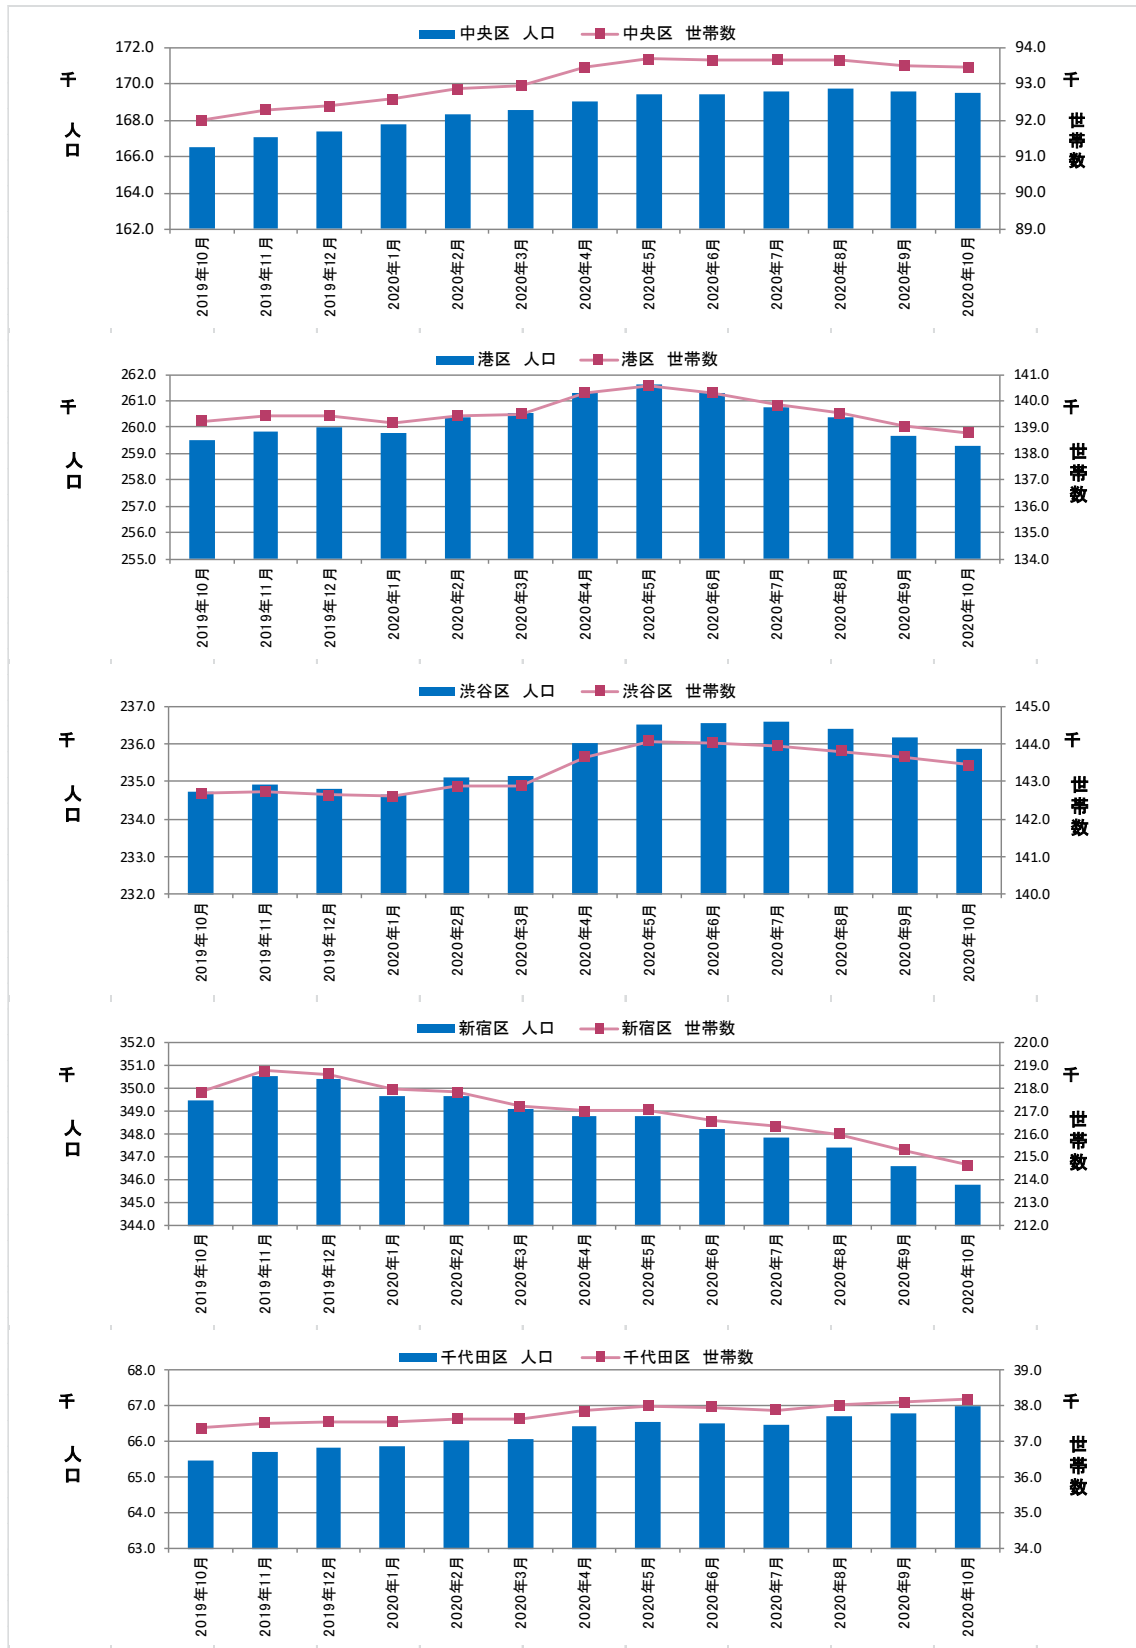 中央区 人口 中央区 世帯数
172.0
170.0
168.0
166.0
164.0
162.0
千
人口
94.0
93.0
92.0
91.0
90.0
89.0
千
世帯数
2019年10月
2019年11月
2019年12月
2020年1月
2020年2月
2020年3月
2020年4月
2020年5月
2020年6月
2020年7月
2020年8月
2020年9月
2020年10月
港区 人口 港区 世帯数
262.0
261.0
260.0
259.0
258.0
257.0
256.0
255.0
千
人口
141.0
140.0
139.0
138.0
137.0
136.0
135.0
134.0
千
世帯数
2019年10月
2019年11月
2019年12月
2020年1月
2020年2月
2020年3月
2020年4月
2020年5月
2020年6月
2020年7月
2020年8月
2020年9月
2020年10月
渋谷区 人口 渋谷区 世帯数
237.0
236.0
235.0
234.0
233.0
232.0
千
人口
145.0
144.0
143.0
142.0
141.0
140.0
千
世帯数
2019年10月
2019年11月
2019年12月
2020年1月
2020年2月
2020年3月
2020年4月
2020年5月
2020年6月
2020年7月
2020年8月
2020年9月
2020年10月
新宿区 人口 新宿区 世帯数
352.0
351.0
350.0
349.0
348.0
347.0
346.0
345.0
344.0
千
人口
220.0
219.0
218.0
217.0
216.0
215.0
214.0
213.0
212.0
千
世帯数
2019年10月
2019年11月
2019年12月
2020年1月
2020年2月
2020年3月
2020年4月
2020年5月
2020年6月
2020年7月
2020年8月
2020年9月
2020年10月
千代田区 人口 千代田区 世帯数
68.0
67.0
66.0
65.0
64.0
63.0
千
人口
39.0
38.0
37.0
36.0
35.0
34.0
千
世帯数
2019年10月
2019年11月
2019年12月
2020年1月
2020年2月
2020年3月
2020年4月
2020年5月
2020年6月
2020年7月
2020年8月
2020年9月
2020年10月